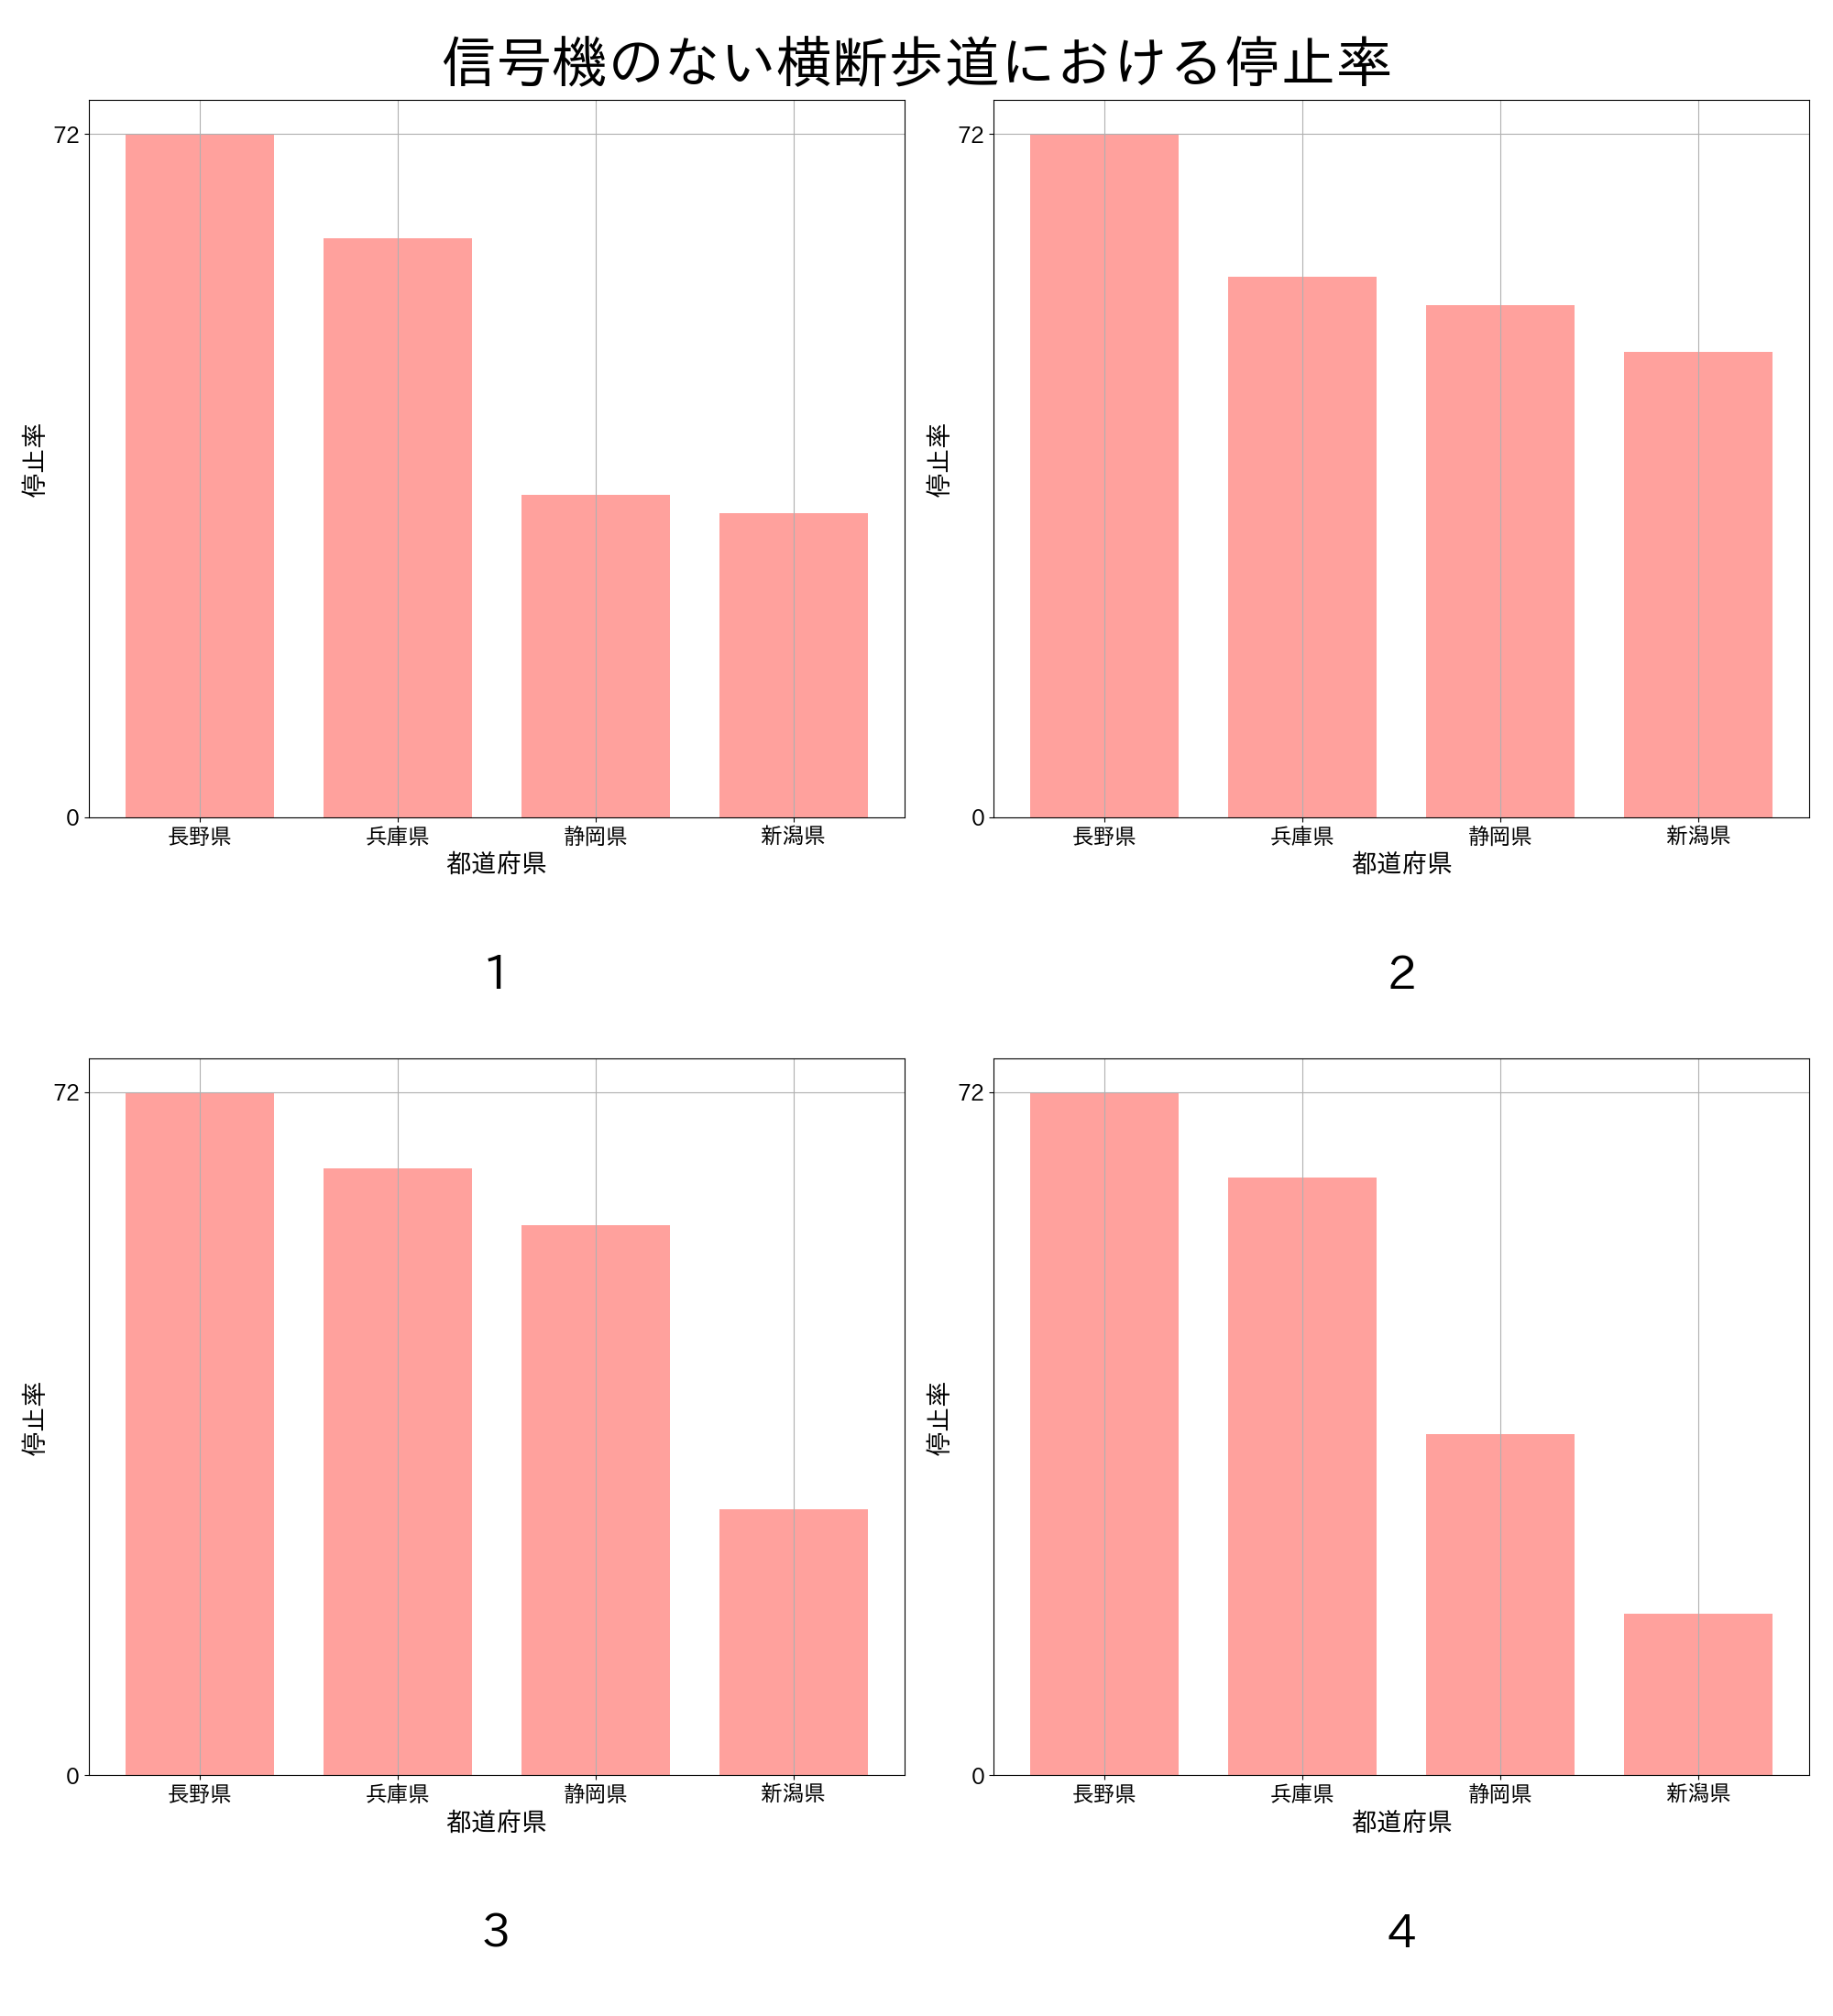 信号機のない横断歩道における停止率
72
0
停止率
長野県 兵庫県 静岡県 新潟県
都道府県
1
72
0
停止率
長野県 兵庫県 静岡県 新潟県
都道府県
2
72
0
停止率
長野県 兵庫県 静岡県 新潟県
都道府県
3
72
0
停止率
長野県 兵庫県 静岡県 新潟県
都道府県
4